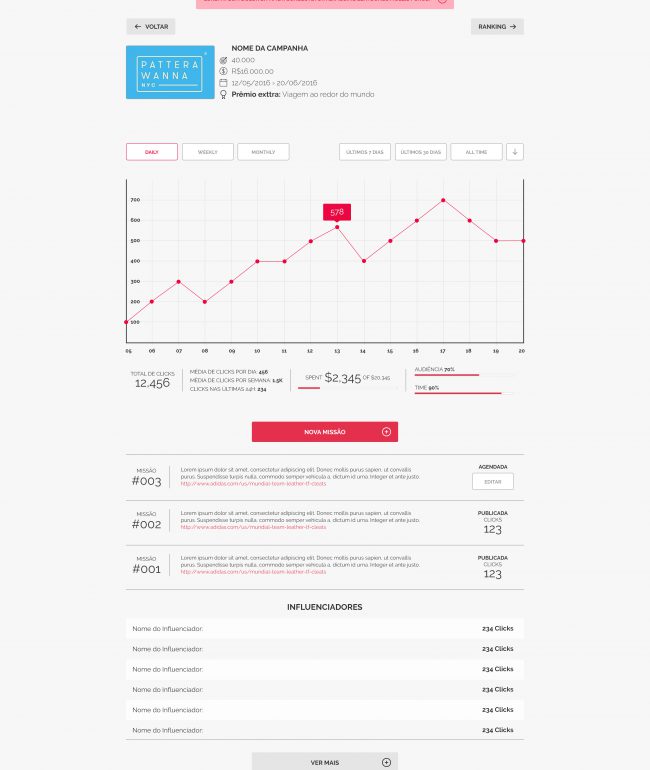 ← VOLTAR
RANKING →
PATTERA
WANNA
NYC
NOME DA CAMPANHA
40.000
R$16.000,00
12/05/2016 > 20/06/2016
Prêmio exttra: Viagem ao redor do mundo
DAILY
WEEKLY
MONTHLY
ÚLTIMOS 7 DIAS
ÚLTIMOS 30 DIAS
ALL TIME
578
700
600
500
400
300
200
100
05 06 07 08 09 10 11 12 13 14 15 16 17 18 19 20
TOTAL DE CLICKS
12.456
MÉDIA DE CLICKS POR DIA: 456
MÉDIA DE CLICKS POR SEMANA: 1,5K
CLICKS NAS ÚLTIMAS 24H: 234
SPENT $2,345 OF $20,345
AUDIÊNCIA 70%
TIME 90%
NOVA MISSÃO
MISSÃO
#003
Lorem ipsum dolor sit amet, consectetur adipiscing elit. Donec mollis purus sapien, ut convallis
purus. Suspendisse turpis nulla, commodo semper vehicula a, dictum id urna. Integer et ante justo.
http://www.adidas.com/us/mundial-team-leather-tf-cleats
AGENDADA
EDITAR
MISSÃO
#002
Lorem ipsum dolor sit amet, consectetur adipiscing elit. Donec mollis purus sapien, ut convallis
purus. Suspendisse turpis nulla, commodo semper vehicula a, dictum id urna. Integer et ante justo.
http://www.adidas.com/us/mundial-team-leather-tf-cleats
PUBLICADA
CLICKS
123
MISSÃO
#001
Lorem ipsum dolor sit amet, consectetur adipiscing elit. Donec mollis purus sapien, ut convallis
purus. Suspendisse turpis nulla, commodo semper vehicula a, dictum id urna. Integer et ante justo.
http://www.adidas.com/us/mundial-team-leather-tf-cleats
PUBLICADA
CLICKS
123
INFLUENCIADORES
Nome do Influenciador: 234 Clicks
Nome do Influenciador: 234 Clicks
Nome do Influenciador: 234 Clicks
Nome do Influenciador: 234 Clicks
Nome do Influenciador: 234 Clicks
Nome do Influenciador: 234 Clicks
VER MAIS